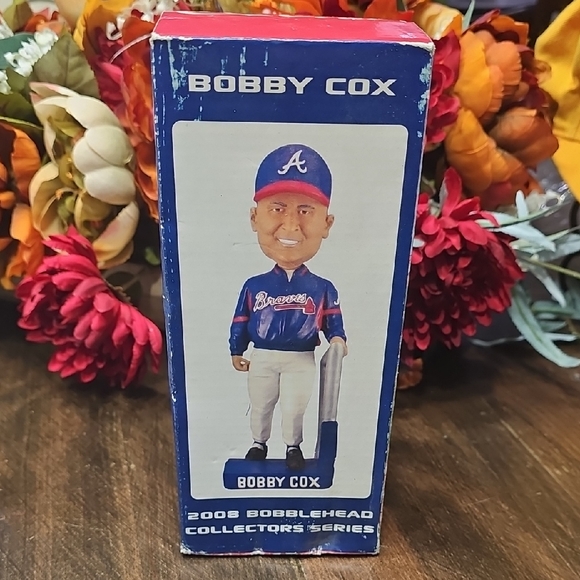 BOBBY COX
A
Braves
BOBBY COX
2008 BOBBLEHEAD
COLLECTORS SERIES